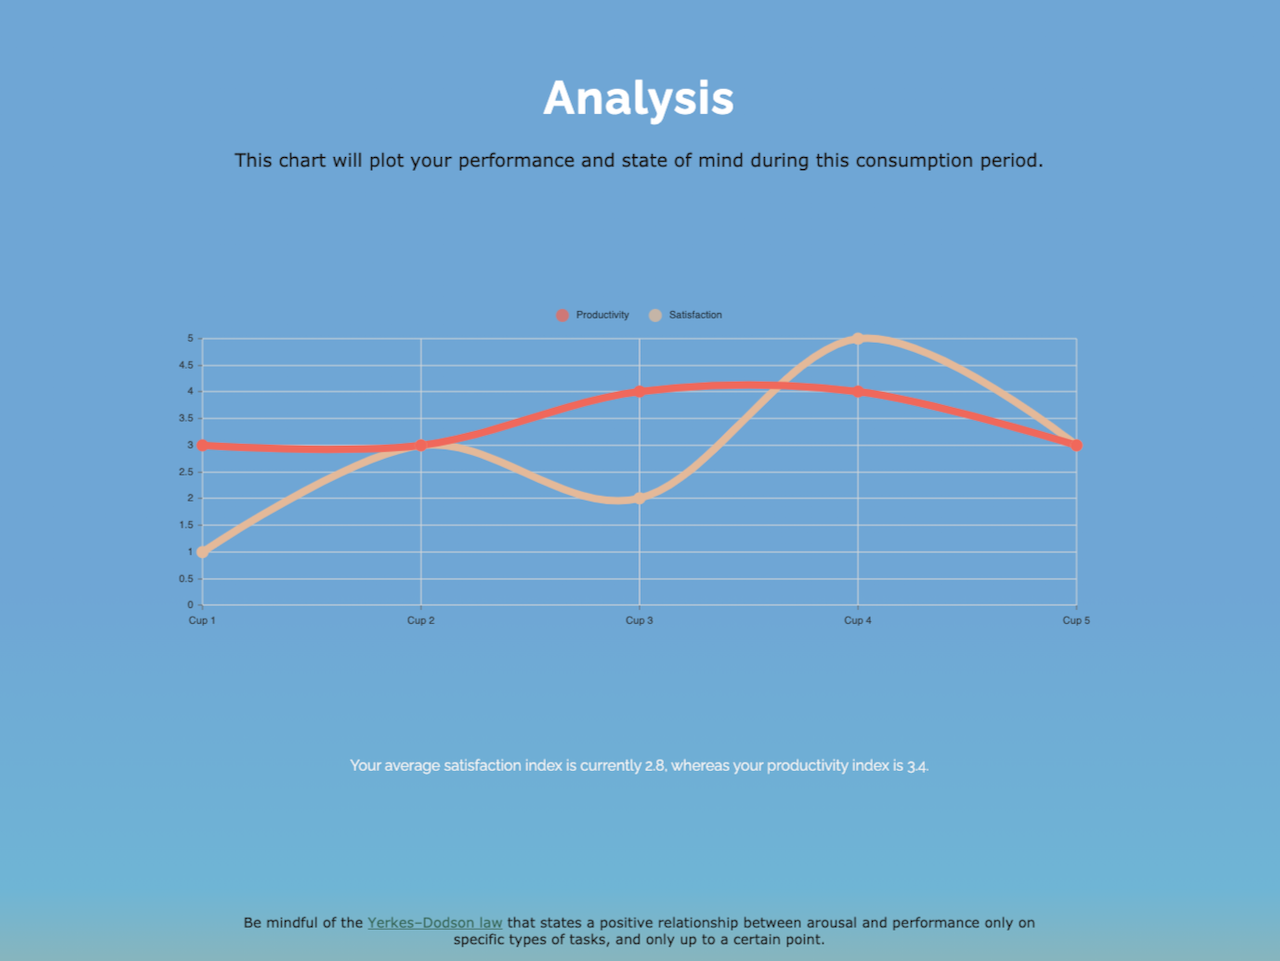 Analysis
This chart will plot your performance and state of mind during this consumption period.
Productivity
Satisfaction
5
4.5
4
3.5
3
2.5
2
1.5
1
0.5
0
Cup 1
Cup 2
Cup 3
Cup 4
Cup 5
Your average satisfaction index is currently 2.8, whereas your productivity index is 3.4.
Be mindful of the Yerkes–Dodson law that states a positive relationship between arousal and performance only on
specific types of tasks, and only up to a certain point.